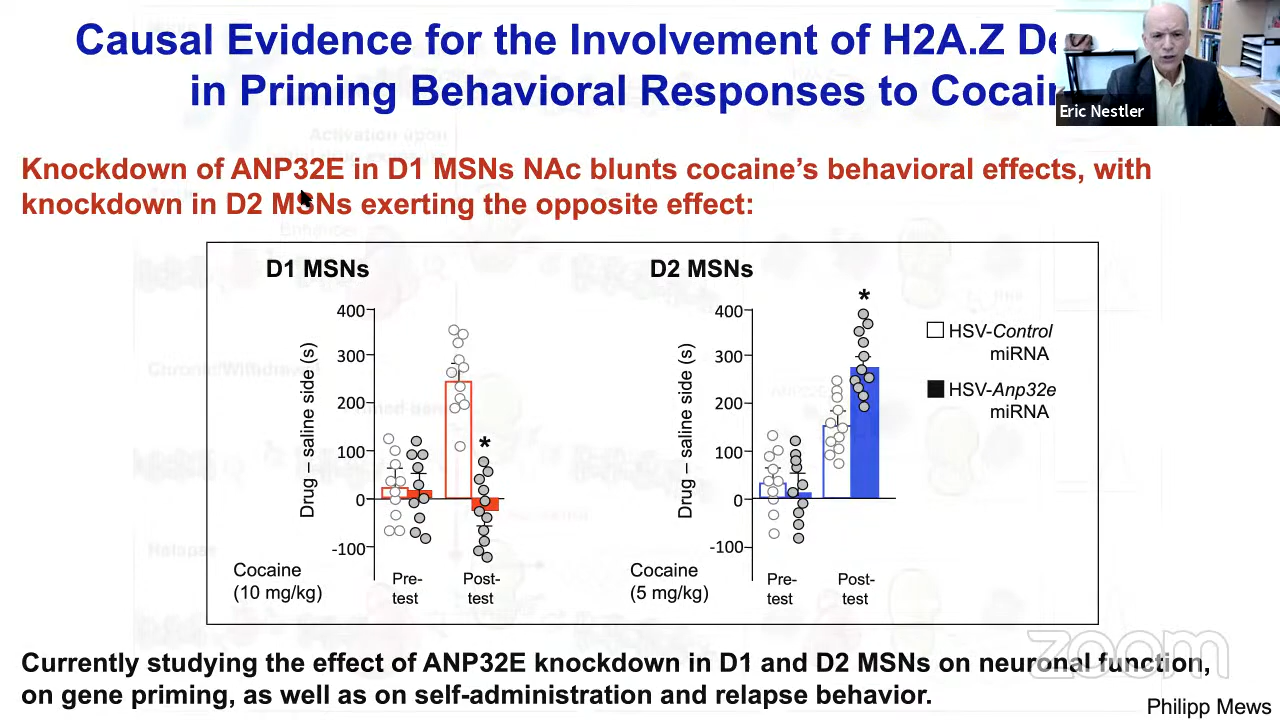 Causal Evidence for the Involvement of H2A.Z
in Priming Behavioral Responses to
Eric Nestler
Knockdown of ANP32E in D1 MSNs NAc blunts cocaine’s behavioral effects, with
knockdown in D2 MSNs exerting the opposite effect:
D1 MSNs
400
300
200
100
0
-100
Drug – saline side (s)
*
Cocaine
(10 mg/kg)
Pre-
test
Post-
test
D2 MSNs
400
300
200
100
0
-100
Drug – saline side (s)
*
Cocaine
(5 mg/kg)
Pre-
test
Post-
test
HSV-Control
miRNA
HSV-Anp32e
miRNA
zoom
Currently studying the effect of ANP32E knockdown in D1 and D2 MSNs on neuronal function,
on gene priming, as well as on self-administration and relapse behavior.
Philipp Mews